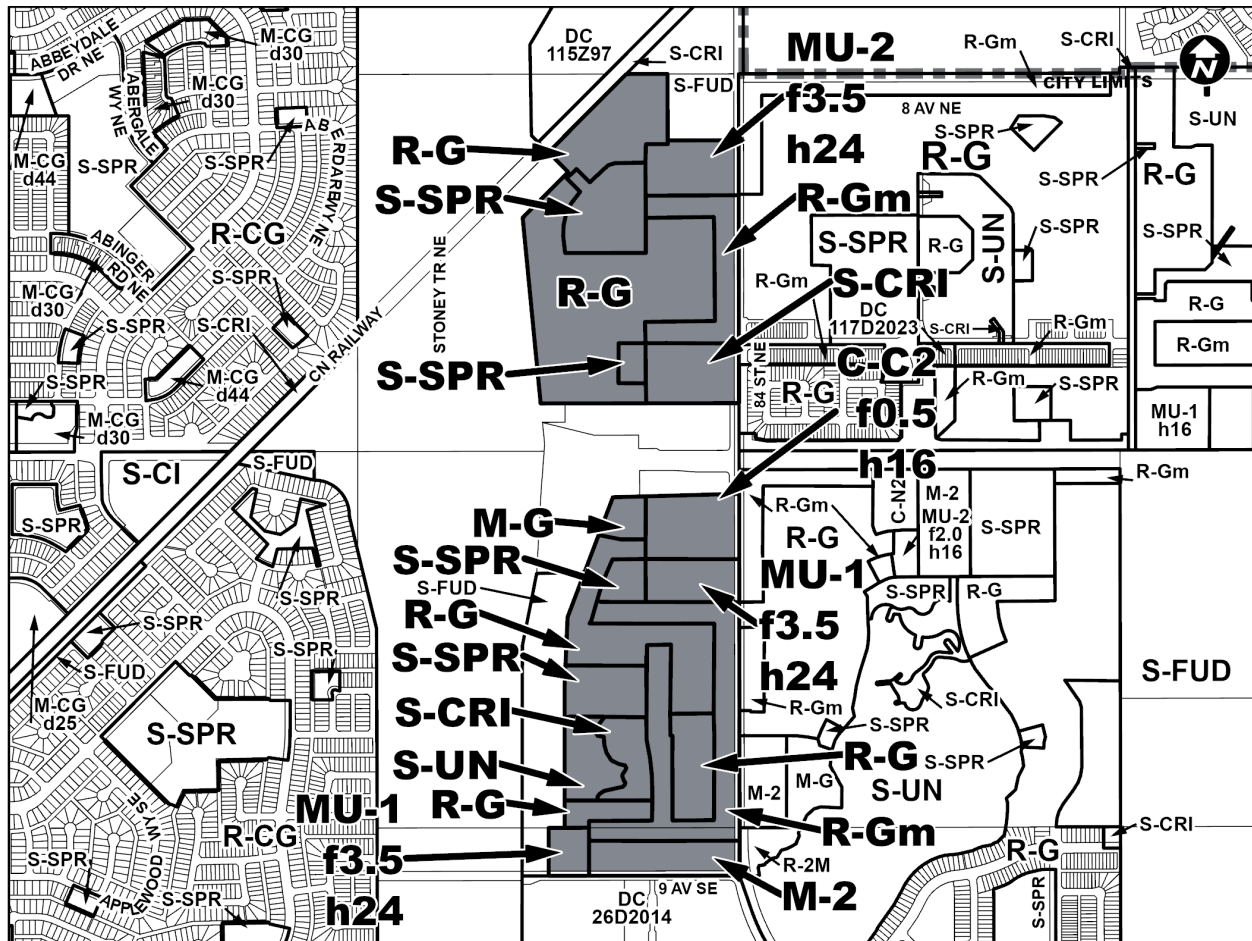 ABBEYDALE
DR NE
M-CG
d30
DC
115Z97
S-CRI
MU-2
f3.5
h24
R-Gm
S-CRI
N
CITY LIMITS
M-CG
d30
ABERGALE
WY NE
S-FUD
8 AV NE
S-UN
M-CG
d44
S-SPR
S-SPR
AB
ERDARBY NE
R-G
S-SPR
R-G
S-SPR
R-G
S-SPR
R-CG
ABINGER
RD NE
M-CG
d30
S-SPR
S-SPR
S-CRI
CN RAILWAY
STONEY TR NE
R-G
R-Gm
S-SPR
R-G
S-UN
S-SPR
S-SPR
R-G
R-Gm
S-CRI
R-Gm
DC
117D2023
S-CRI
R-Gm
S-SPR
S-SPR
M-CG
d44
M-CG
d30
84 ST NE
R-G
C-C2
f0.5
h16
R-Gm
S-SPR
MU-1
h16
S-CI
S-FUD
S-SPR
S-SPR
M-G
R-Gm
R-G
C-N2
M-2
MU-2
f2.0
h16
S-SPR
R-Gm
S-SPR
S-FUD
S-SPR
MU-1
f3.5
h24
S-SPR
R-G
S-SPR
S-FUD
M-CG
d25
S-SPR
S-SPR
R-G
S-SPR
S-CRI
R-Gm
S-CRI
S-SPR
S-SPR
S-FUD
S-UN
R-G
R-G
M-2
M-G
S-UN
MU-1
f3.5
h24
R-CG
WY SE
APPLEWOOD
S-SPR
S-SPR
R-Gm
R-2M
R-G
S-CRI
S-SPR
M-2
9 AV SE
DC
26D2014